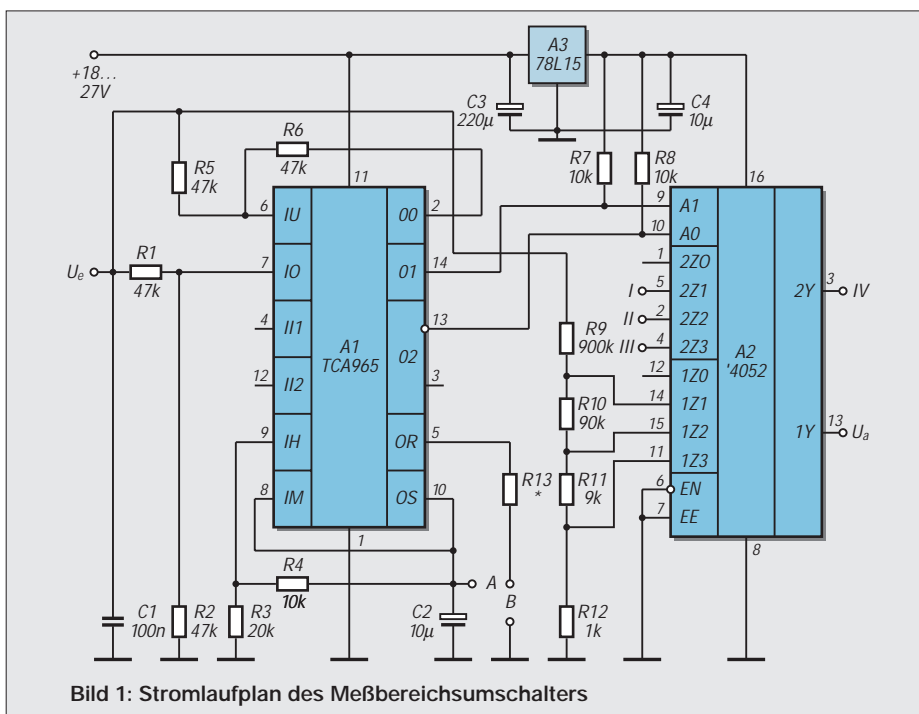 +18...
27V
A3
78L15
C3
220µ
C4
10µ
R5
47k
R6
47k
R7
10k
R8
10k
11
16
6
IU
OO
2
9
A1
10
A0
Ue
R1
47k
7
IO
O1
14
1
2ZO
I
5
2Z1
2Y
3
IV
4
II1
13
II
2
2Z2
A1
TCA965
O2
R9
900k
III
4
2Z3
A2
'4052
12
II2
3
12
1Z0
14
1Z1
R10
90k
15
1Z2
1Y
13
Ua
9
IH
OR
5
11
1Z3
R13
*
R11
9k
6
EN
8
IM
OS
10
7
EE
1
8
R4
10k
A
B
C1
100n
R2
47k
R3
20k
C2
10µ
R12
1k
Bild 1: Stromlaufplan des Meßbereichsumschalters